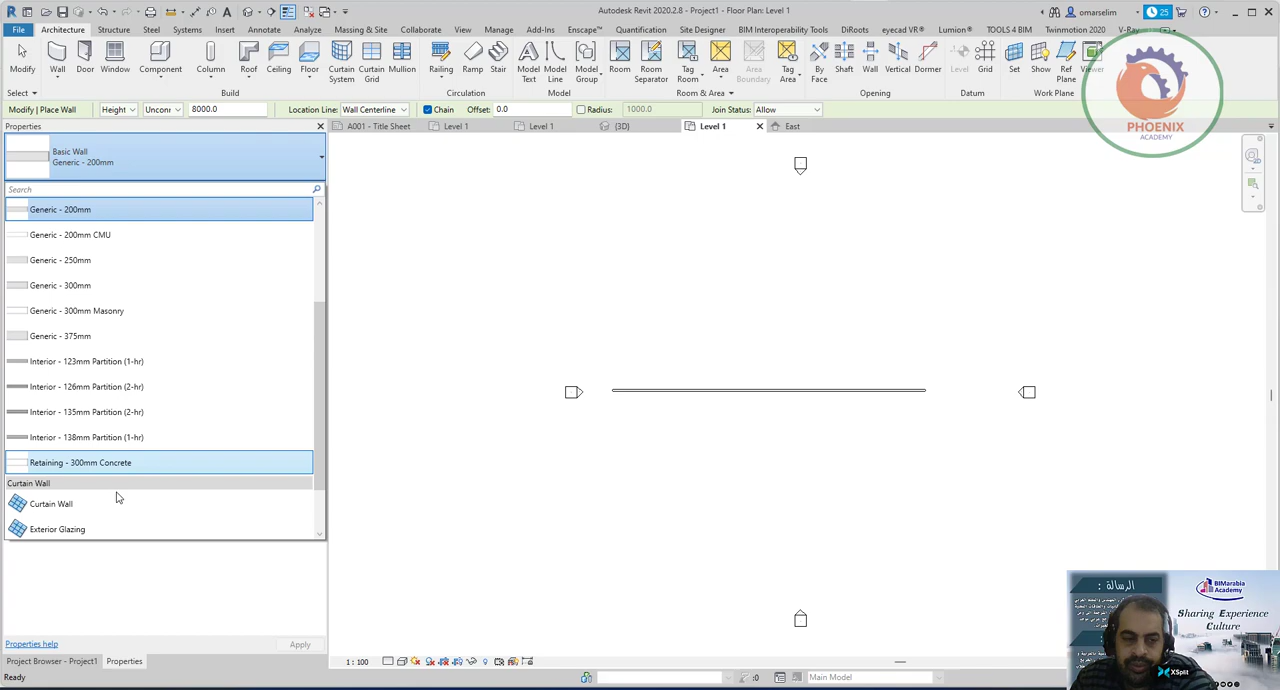 Autodesk Revit 2020.2.8 - Project1 - Floor Plan: Level 1
omarselim
25
File Architecture Structure Steel Systems Insert Annotate Analyze Massing & Site Collaborate View Manage Add-Ins Enscape™ Quantification Site Designer BIM Interoperability Tools DiRoots eyecad VR® Lumion® TOOLS 4 BIM Twinmotion 2020 V-Ray
Modify Wall Door Window Component Column Roof Ceiling Floor Curtain System Curtain Grid Mullion Railing Ramp Stair Model Text Model Line Model Group Room Room Separator Tag Room Area Area Boundary Tag Area By Face Shaft Wall Vertical Dormer Level Grid Set Show Ref Plane Viewer
Select Build Circulation Model Room & Area Opening Datum Work Plane
Modify | Place Wall Height Uncon 8000.0 Location Line: Wall Centerline Chain Offset: 0.0 Radius: 1000.0 Join Status: Allow
Properties A001 - Title Sheet Level 1 Level 1 {3D} Level 1 East
PHOENIX
ACADEMY
Basic Wall
Generic - 200mm
Search
Generic - 200mm
Generic - 200mm CMU
Generic - 250mm
Generic - 300mm
Generic - 300mm Masonry
Generic - 375mm
Interior - 123mm Partition (1-hr)
Interior - 126mm Partition (2-hr)
Interior - 135mm Partition (2-hr)
Interior - 138mm Partition (1-hr)
Retaining - 300mm Concrete
Curtain Wall
Curtain Wall
Exterior Glazing
Properties help Apply
Project Browser - Project1 Properties
1 : 100
Ready
:0
Main Model
الرسالة :
BIMarabia
Academy
Sharing Experience
Culture
XSplit